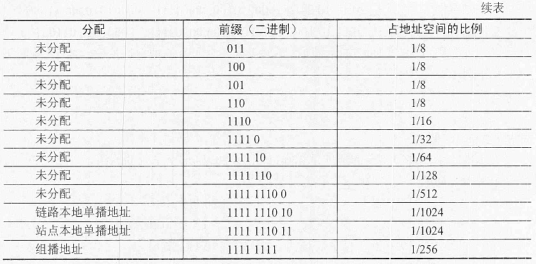 续表
分配 前缀（二进制） 占地址空间的比例
未分配 011 1/8
未分配 100 1/8
未分配 101 1/8
未分配 110 1/8
未分配 1110 1/16
未分配 1111 0 1/32
未分配 1111 10 1/64
未分配 1111 110 1/128
未分配 1111 1110 0 1/512
链路本地单播地址 1111 1110 10 1/1024
站点本地单播地址 1111 1110 11 1/1024
组播地址 1111 1111 1/256